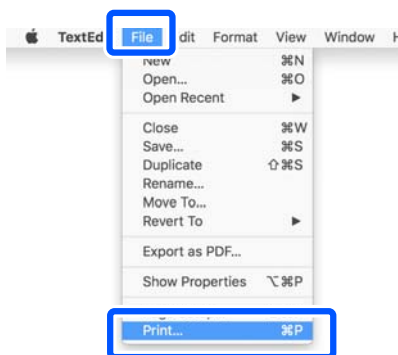 TextEd File dit Format View Window H
New ⌘N
Open... ⌘O
Open Recent ▶
Close ⌘W
Save... ⌘S
Duplicate ⇧⌘S
Rename...
Move To...
Revert To ▶
Export as PDF...
Show Properties ⌥⌘P
Print... ⌘P